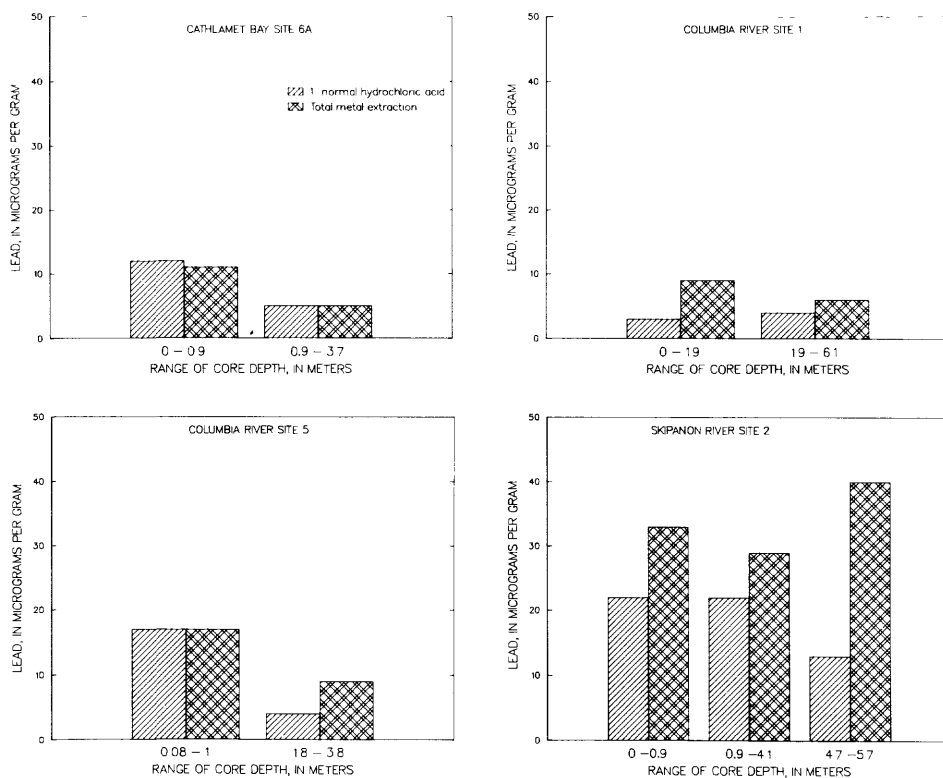 CATHLAMET BAY SITE 6A
1 normal hydrochloric acid
Total metal extraction
LEAD, IN MICROGRAMS PER GRAM
50
40
30
20
10
0
0 – 0 9
0.9 – 3 7
RANGE OF CORE DEPTH, IN METERS
COLUMBIA RIVER SITE 1
LEAD, IN MICROGRAMS PER GRAM
50
40
30
20
10
0
0 – 1 9
1 9 – 6 1
RANGE OF CORE DEPTH, IN METERS
COLUMBIA RIVER SITE 5
LEAD, IN MICROGRAMS PER GRAM
50
40
30
20
10
0
0.08 – 1
1 8 – 3 8
RANGE OF CORE DEPTH, IN METERS
SKIPANON RIVER SITE 2
LEAD, IN MICROGRAMS PER GRAM
50
40
30
20
10
0
0 – 0.9
0.9 – 4 1
4 7 – 5 7
RANGE OF CORE DEPTH, IN METERS